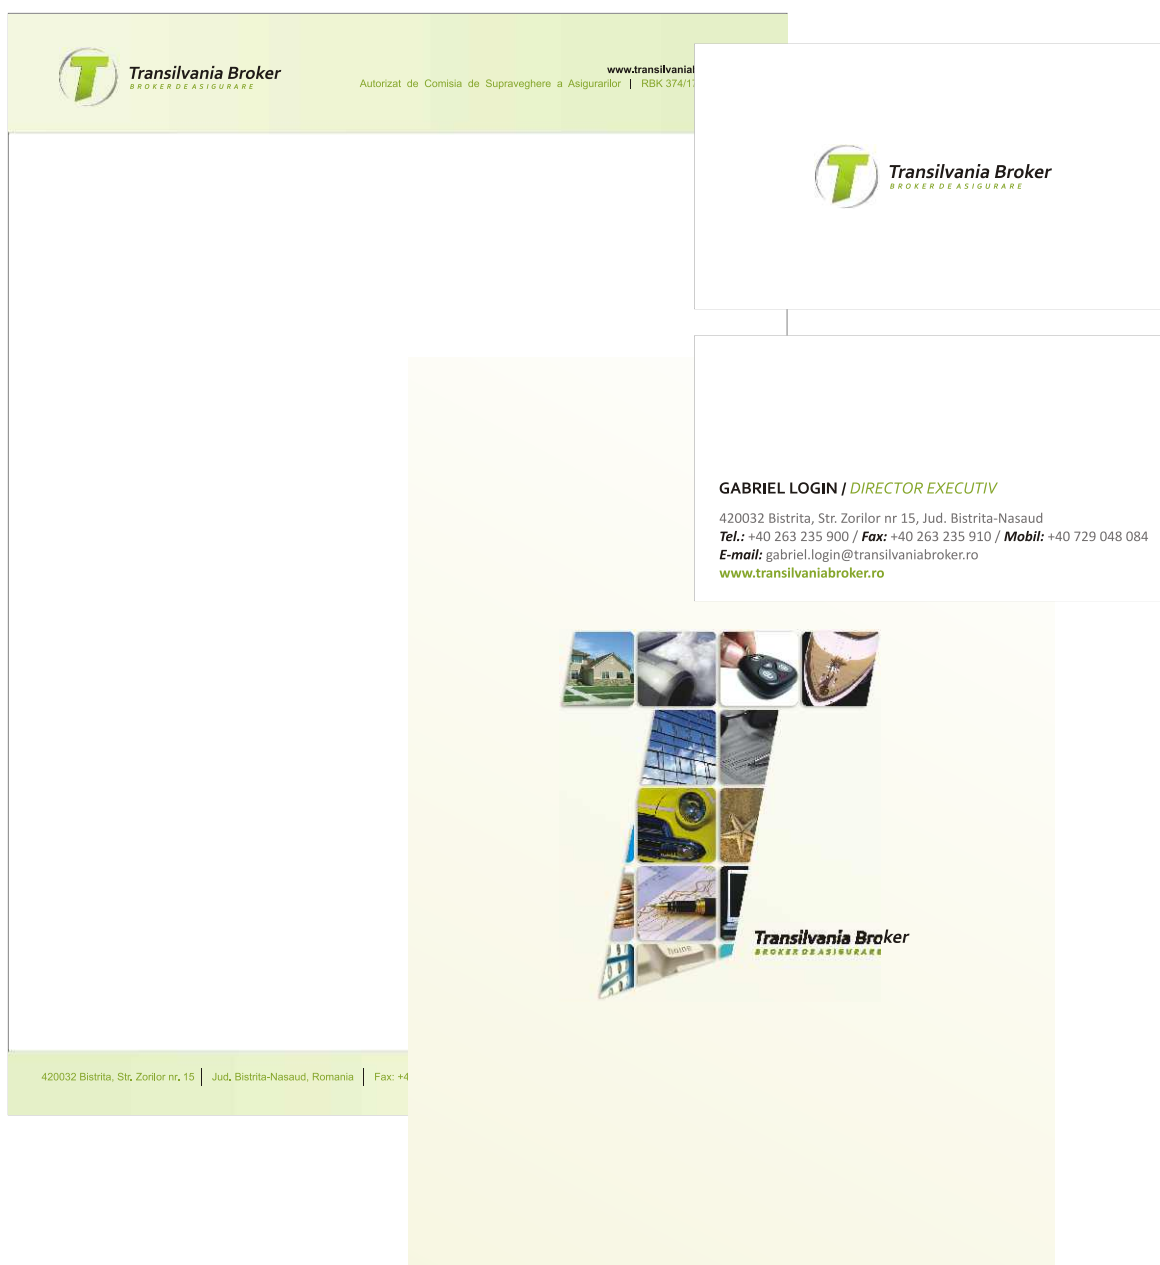 Transilvania Broker
BROKER DE ASIGURARE
www.transilvania
Autorizat de Comisia de Supraveghere a Asigurarilor | RBK 374/17
Transilvania Broker
BROKER DE ASIGURARE
GABRIEL LOGIN / DIRECTOR EXECUTIV
420032 Bistrita, Str. Zorilor nr 15, Jud. Bistrita-Nasaud
Tel.: +40 263 235 900 / Fax: +40 263 235 910 / Mobil: +40 729 048 084
E-mail: gabriel.login@transilvaniabroker.ro
www.transilvaniabroker.ro
home
Transilvania Broker
BROKER DE ASIGURARE
420032 Bistrita, Str. Zorilor nr. 15 | Jud. Bistrita-Nasaud, Romania | Fax: +4